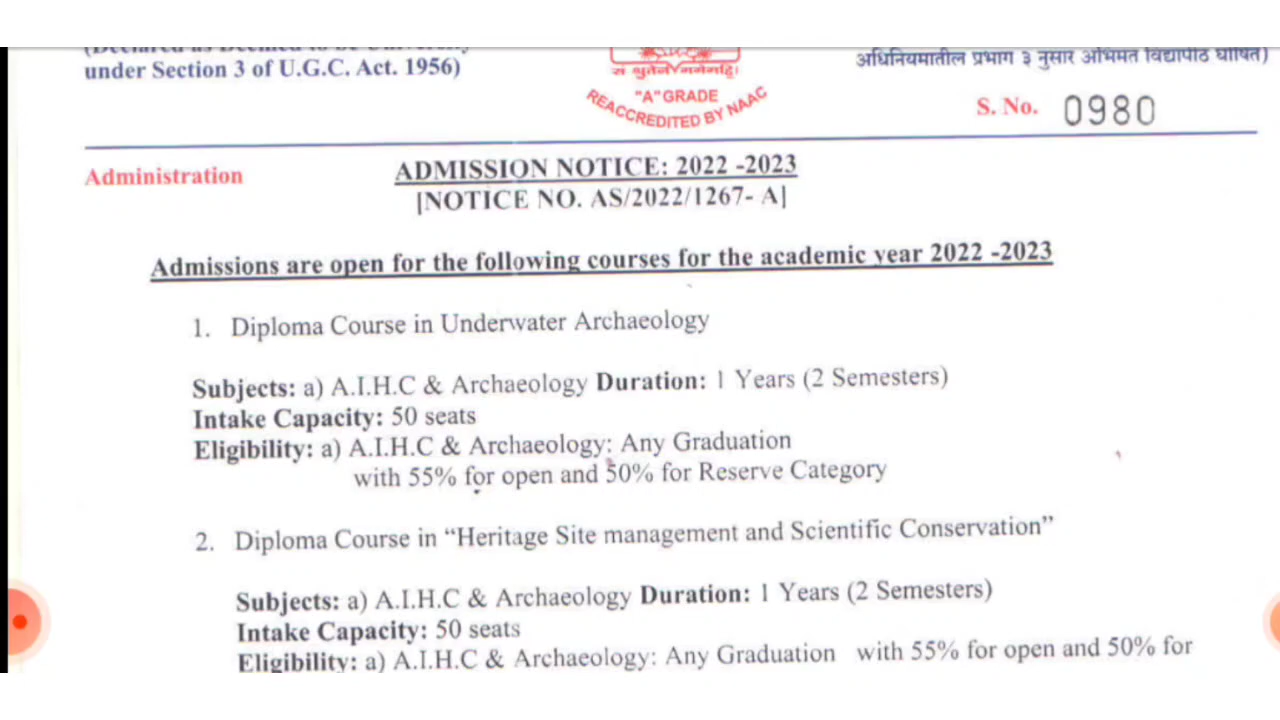 under Section 3 of U.G.C. Act. 1956)
अधिनियमातील प्रभाग ३ नुसार अभिमत विद्यापीठ घोषित)
"A" GRADE
REACCREDITED BY NAAC
S. No. 0980
Administration
ADMISSION NOTICE: 2022 -2023
[NOTICE NO. AS/2022/1267- A]
Admissions are open for the following courses for the academic year 2022 -2023
1. Diploma Course in Underwater Archaeology
Subjects: a) A.I.H.C & Archaeology Duration: 1 Years (2 Semesters)
Intake Capacity: 50 seats
Eligibility: a) A.I.H.C & Archaeology: Any Graduation
with 55% for open and 50% for Reserve Category
2. Diploma Course in “Heritage Site management and Scientific Conservation”
Subjects: a) A.I.H.C & Archaeology Duration: 1 Years (2 Semesters)
Intake Capacity: 50 seats
Eligibility: a) A.I.H.C & Archaeology: Any Graduation with 55% for open and 50% for